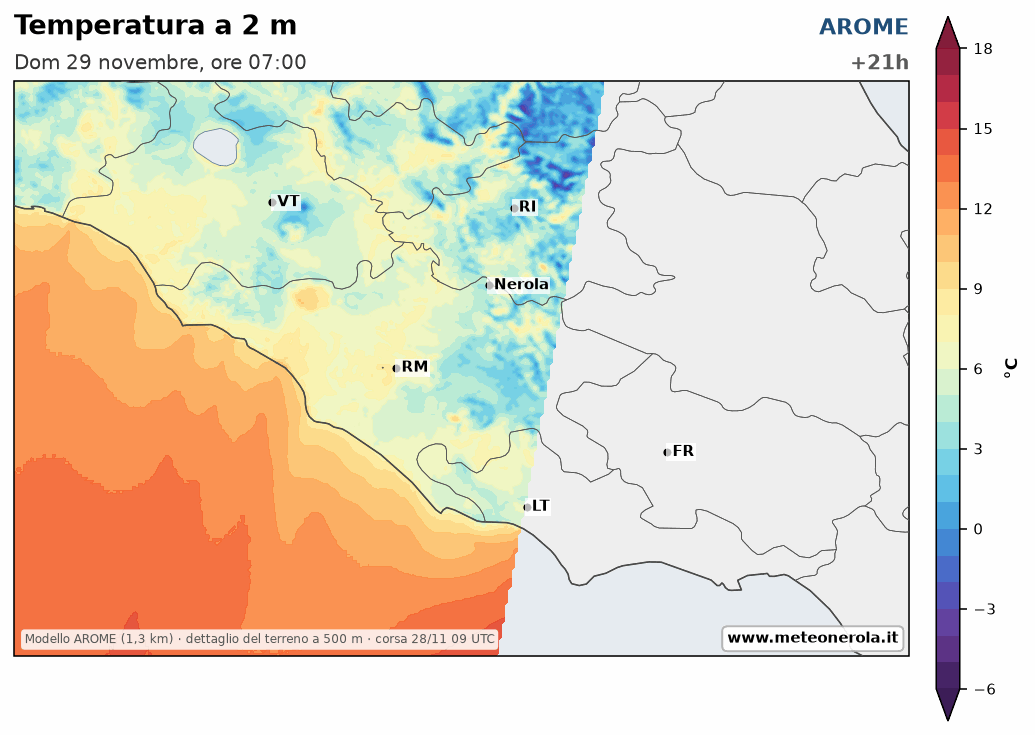 Temperatura a 2 m
AROME
Dom 29 novembre, ore 07:00
+21h
VT
RI
Nerola
RM
FR
LT
Modello AROME (1,3 km) · dettaglio del terreno a 500 m · corsa 28/11 09 UTC
www.meteonerola.it
18
15
12
9
6
3
0
−3
−6
°C